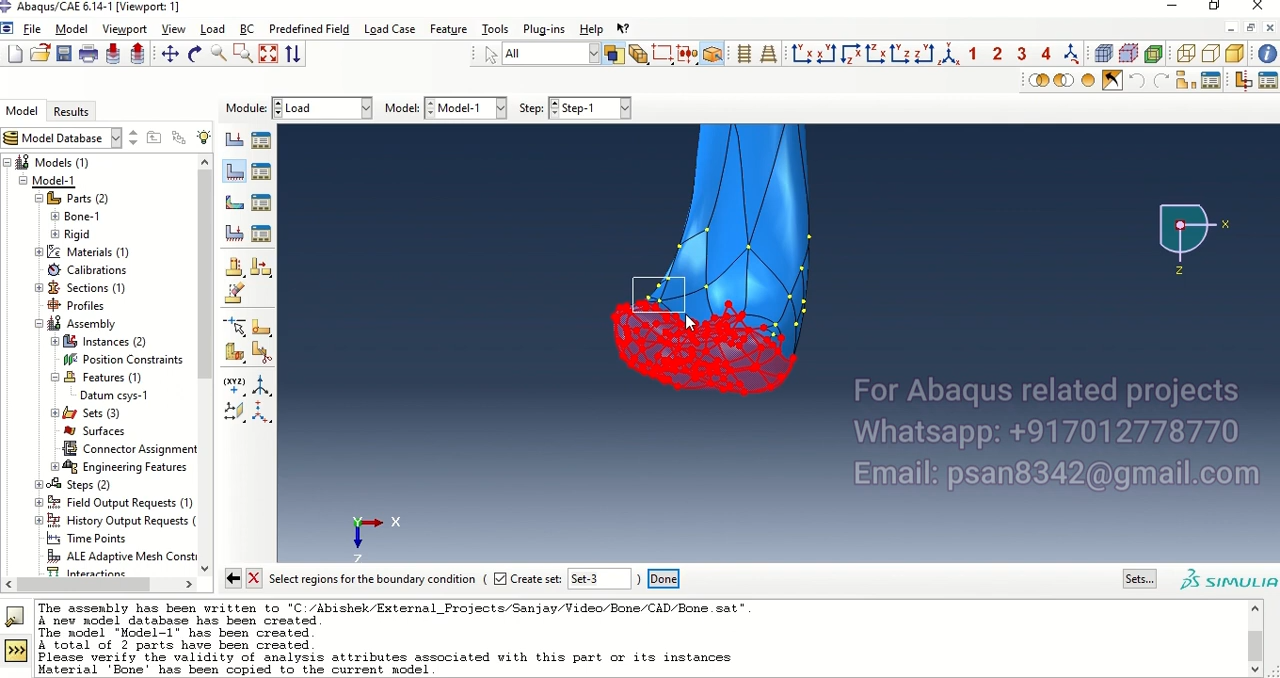 Abaqus/CAE 6.14-1 [Viewport: 1]
File Model Viewport View Load BC Predefined Field Load Case Feature Tools Plug-ins Help
All
1 2 3 4
Model Results Module: Load Model: Model-1 Step: Step-1
Model Database
Models (1)
Model-1
Parts (2)
Bone-1
Rigid
Materials (1)
Calibrations
Sections (1)
Profiles
Assembly
Instances (2)
Position Constraints
Features (1)
Datum csys-1
Sets (3)
Surfaces
Connector Assignment
Engineering Features
Steps (2)
Field Output Requests (1)
History Output Requests (
Time Points
ALE Adaptive Mesh Constr
Interactions
(XYZ)
X
Z
For Abaqus related projects
Whatsapp: +917012778770
Email: psan8342@gmail.com
Y X
Z
Select regions for the boundary condition ( Create set: Set-3 ) Done Sets... SIMULIA
The assembly has been written to "C:/Abishek/External_Projects/Sanjay/Video/Bone/CAD/Bone.sat".
A new model database has been created.
The model "Model-1" has been created.
A total of 2 parts have been created.
Please verify the validity of analysis attributes associated with this part or its instances
Material 'Bone' has been copied to the current model.